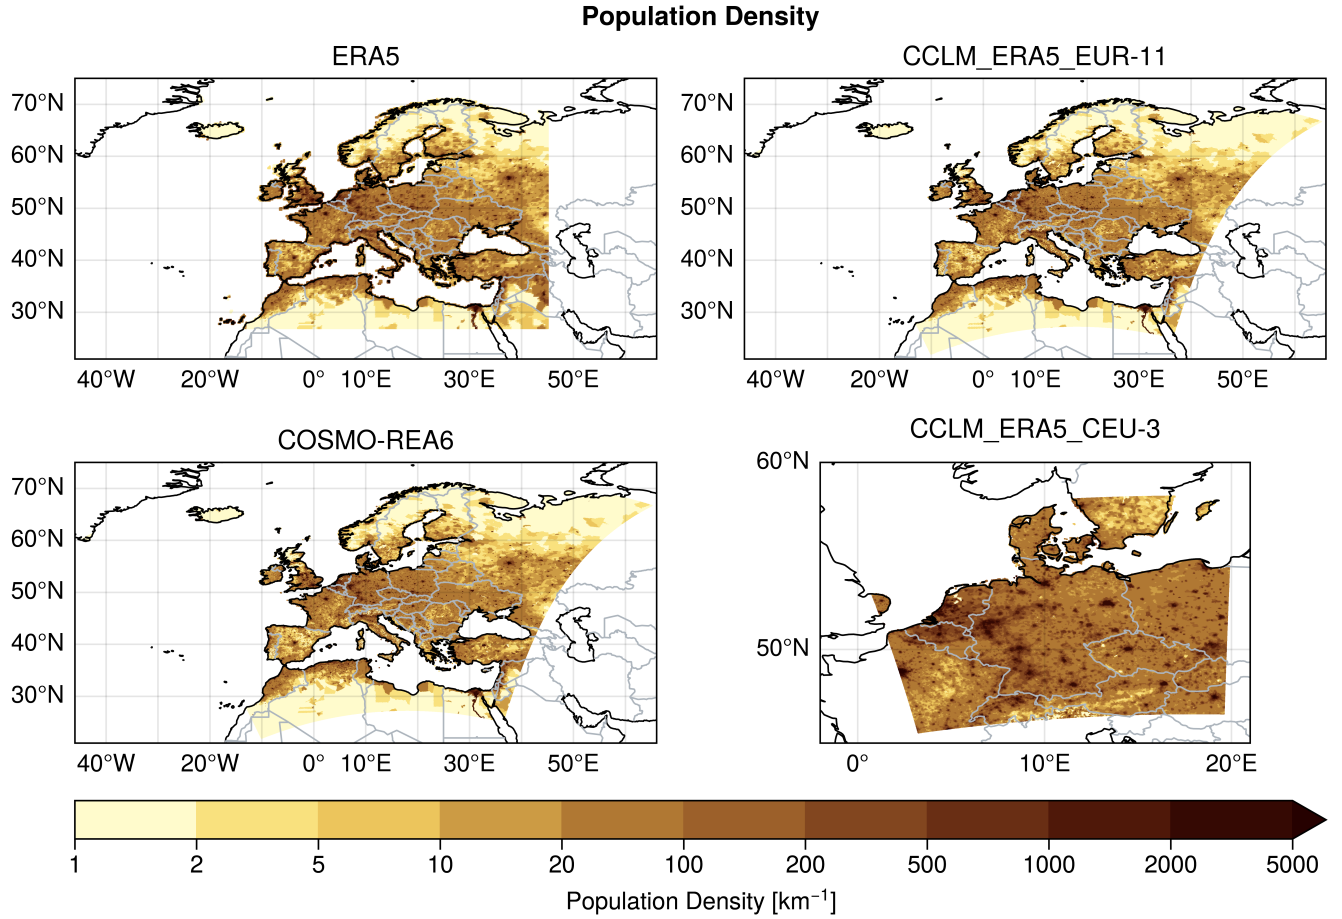 Population Density
ERA5
CCLM_ERA5_EUR-11
70°N
60°N
50°N
40°N
30°N
40°W 20°W 0° 10°E 30°E 50°E
70°N
60°N
50°N
40°N
30°N
40°W 20°W 0° 10°E 30°E 50°E
COSMO-REA6
CCLM_ERA5_CEU-3
70°N
60°N
50°N
40°N
30°N
40°W 20°W 0° 10°E 30°E 50°E
60°N
50°N
0° 10°E 20°E
1 2 5 10 20 100 200 500 1000 2000 5000
Population Density [km⁻¹]